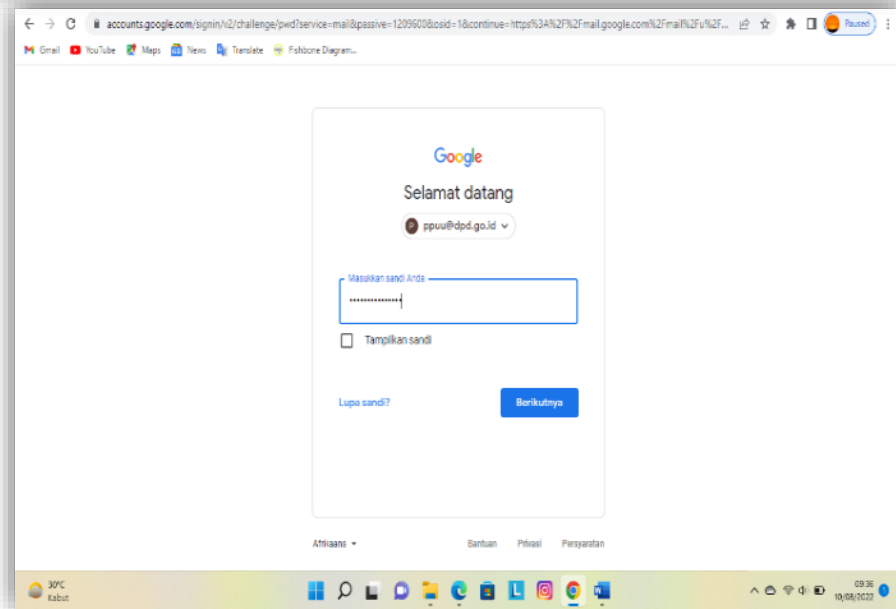 accounts.google.com/signin/v2/challenge/pwd?service=mail&passive=1209600&osid=1&continue=https%3A%2F%2Fmail.google.com%2Fmail%2Fu%2F...
Paused
Gmail YouTube Maps News Translate Fishbone Diagram...
Google
Selamat datang
P ppuu@dpd.go.id
Masukkan sandi Anda
••••••••••••••
Tampilkan sandi
Lupa sandi? Berikutnya
Afrikaans Bantuan Privasi Persyaratan
30°C
Kabut
09:36
10/08/2022